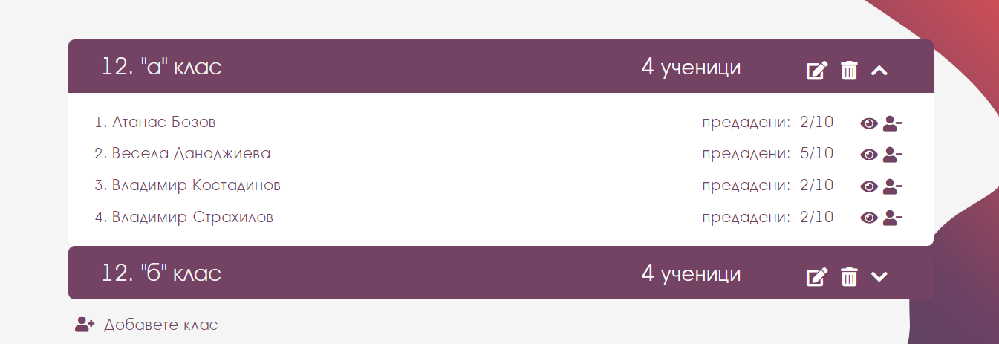 12. "а" клас 4 ученици
1. Атанас Бозов предадени: 2/10
2. Весела Данаджиева предадени: 5/10
3. Владимир Костадинов предадени: 2/10
4. Владимир Страхилов предадени: 2/10
12. "б" клас 4 ученици
Добавете клас